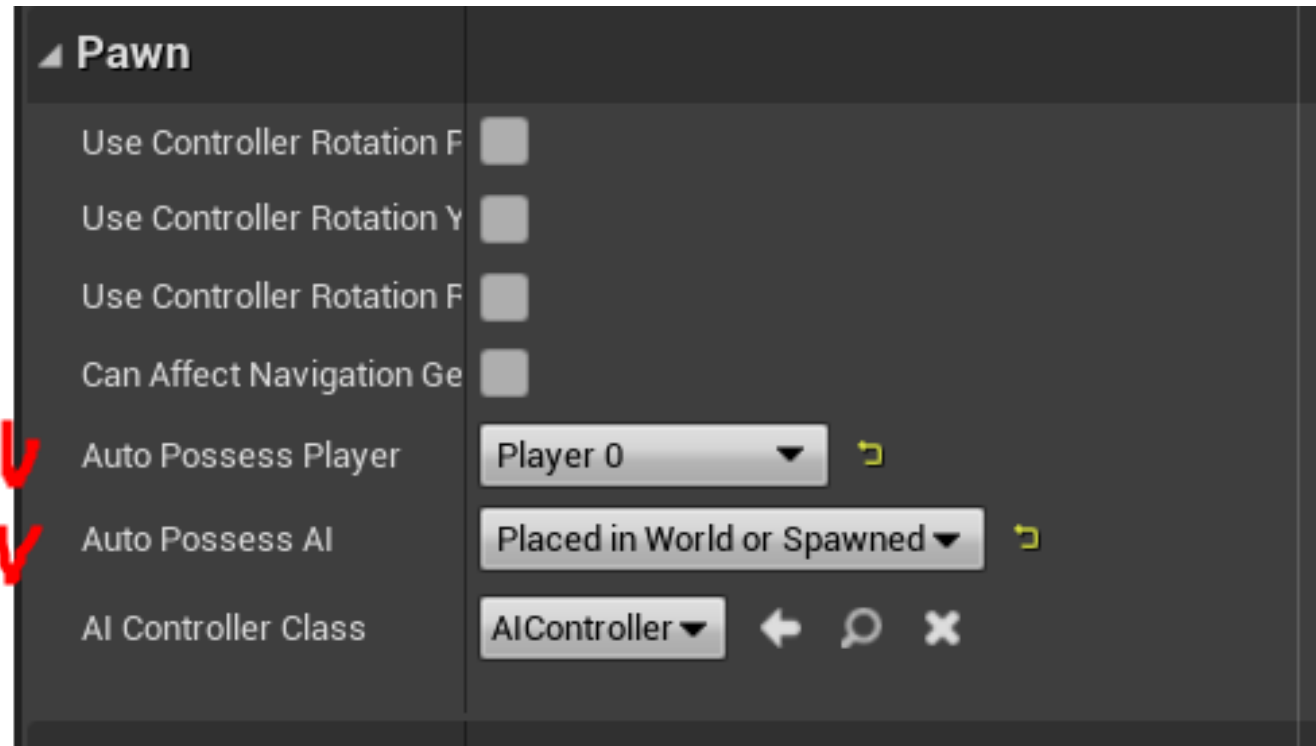 Pawn
Use Controller Rotation P
Use Controller Rotation Y
Use Controller Rotation R
Can Affect Navigation Ge
Auto Possess Player Player 0
Auto Possess AI Placed in World or Spawned
AI Controller Class AIController